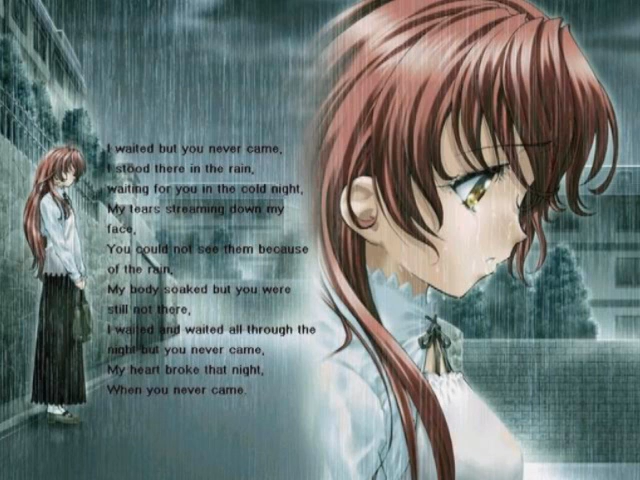 I waited but you never came,
I stood there in the rain,
waiting for you in the cold night,
My tears streaming down my
face,
You could not see them because
of the rain,
My body soaked but you were
still not there,
I waited and waited all through the
night but you never came,
My heart broke that night,
When you never came.